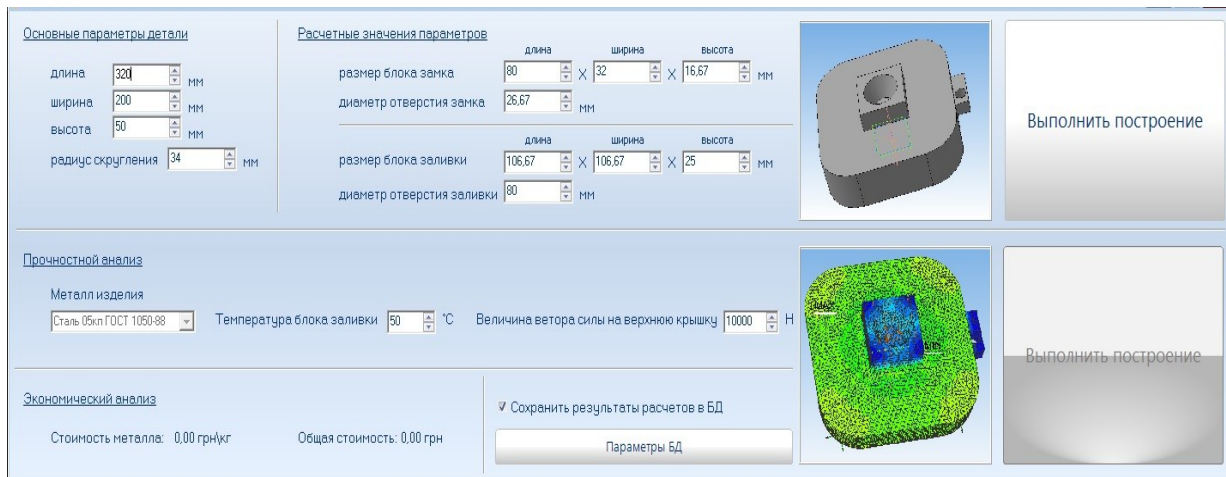 Основные параметры детали
длина 320 мм
ширина 200 мм
высота 50 мм
радиус скругления 34 мм
Расчетные значения параметров
длина ширина высота
размер блока замка 80 X 32 X 16,67 мм
диаметр отверстия замка 26,67 мм
длина ширина высота
размер блока заливки 106,67 X 106,67 X 25 мм
диаметр отверстия заливки 80 мм
Выполнить построение
Прочностной анализ
Металл изделия
Сталь 05кп ГОСТ 1050-88 Температура блока заливки 50 °C Величина ветора силы на верхнюю крышку 10000 Н
Выполнить построение
Экономический анализ
Стоимость металла: 0,00 грн\кг Общая стоимость: 0,00 грн
Сохранить результаты расчетов в БД
Параметры БД